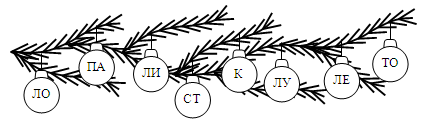 ЛО ПА ЛИ СТ К ЛУ ЛЕ ТО